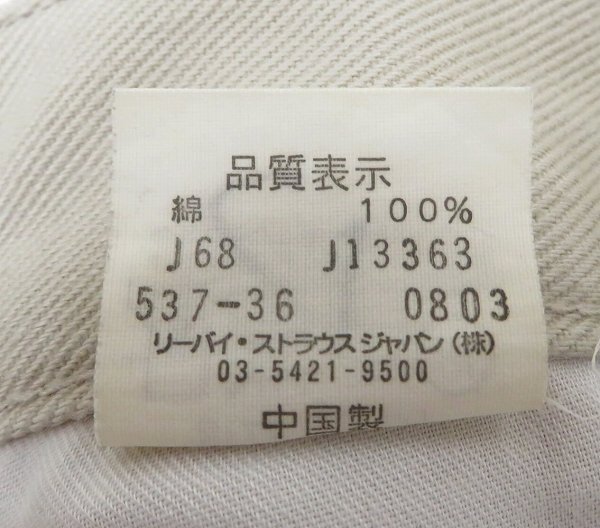 品質表示
綿 100%
J68 J13363
537-36 0803
リーバイ・ストラウスジャパン(株)
03-5421-9500
中国製